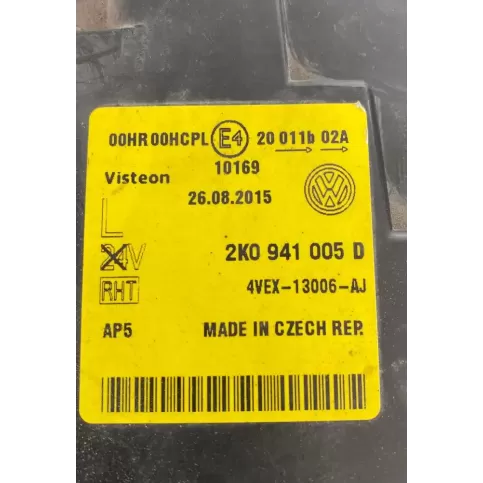 00HR 00HCPL E4 20 011b 02A
10169
Visteon
26.08.2015
VW
L
24V
2K0 941 005 D
RHT
4VEX-13006-AJ
AP5
MADE IN CZECH REP.